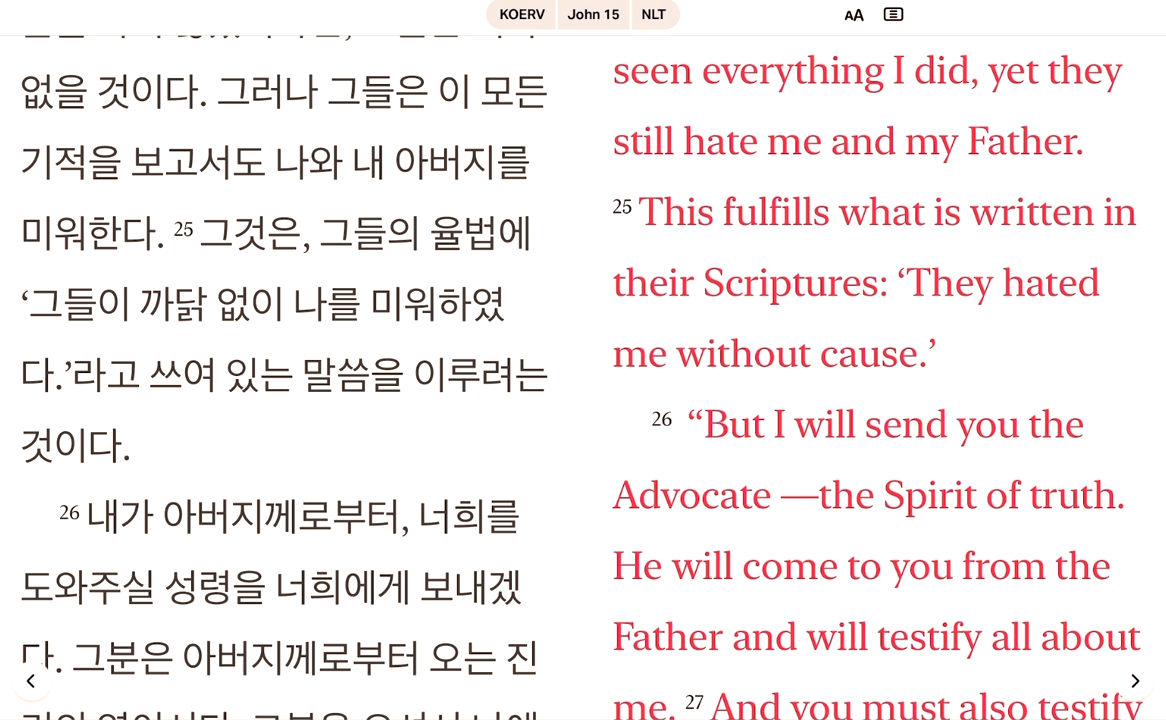 KOERV John 15 NLT
AA
없을 것이다. 그러나 그들은 이 모든
기적을 보고서도 나와 내 아버지를
미워한다. 25 그것은, 그들의 율법에
‘그들이 까닭 없이 나를 미워하였
다.’라고 쓰여 있는 말씀을 이루려는
것이다.
26 내가 아버지께로부터, 너희를
도와주실 성령을 너희에게 보내겠
다. 그분은 아버지께로부터 오는 진
seen everything I did, yet they
still hate me and my Father.
25 This fulfills what is written in
their Scriptures: ‘They hated
me without cause.’
26 “But I will send you the
Advocate —the Spirit of truth.
He will come to you from the
Father and will testify all about
me. 27 And you must also testify